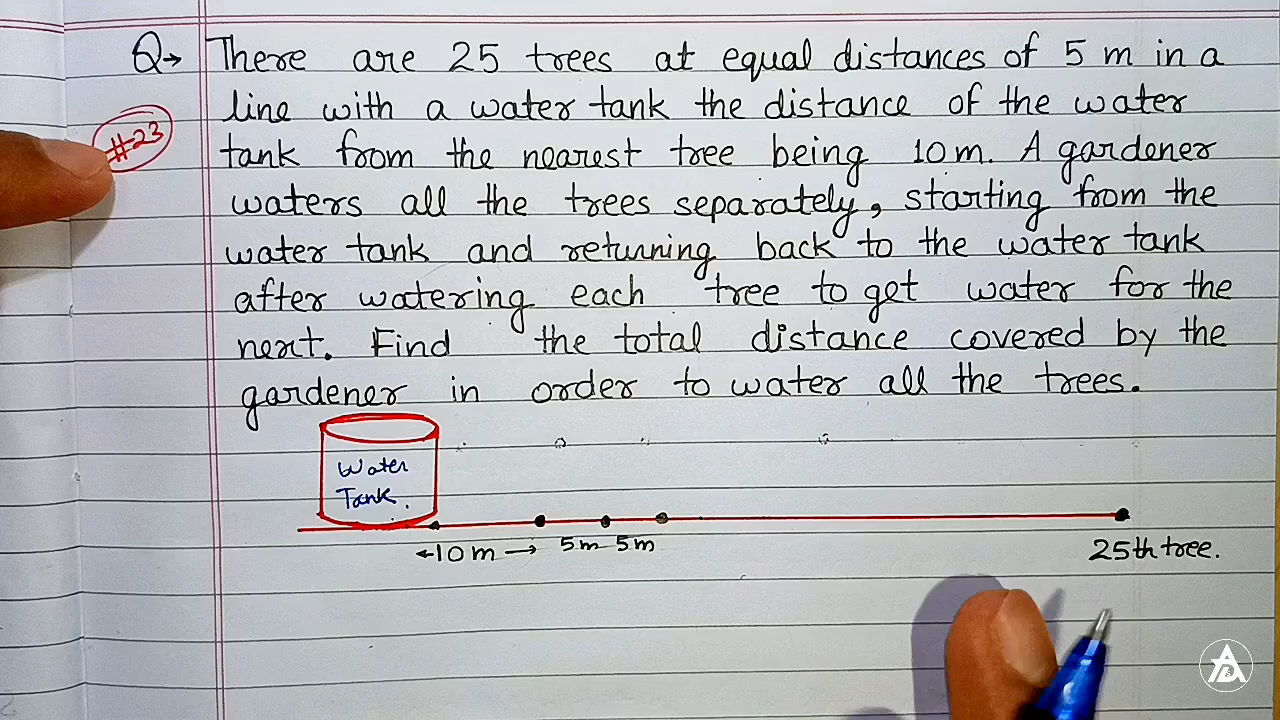 Q→ There are 25 trees at equal distances of 5 m in a
line with a water tank the distance of the water
#23
tank from the nearest tree being 10m. A gardener
waters all the trees separately, starting from the
water tank and returning back to the water tank
after watering each tree to get water for the
next. Find the total distance covered by the
gardener in order to water all the trees.
Water
Tank.
←10 m→ 5m 5m
25th tree.